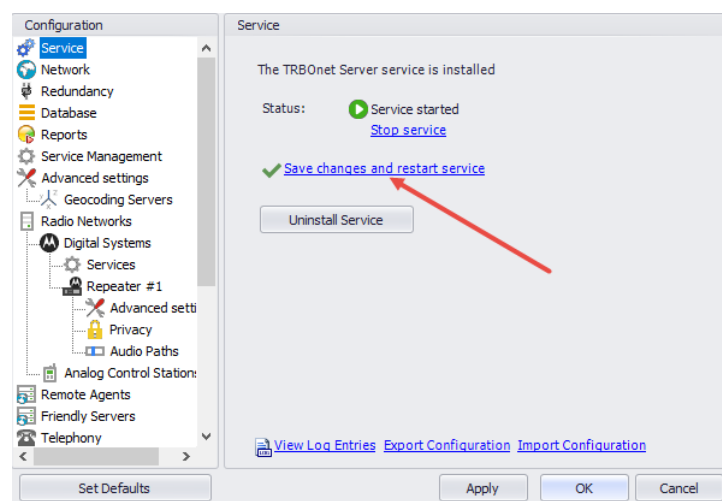 Configuration
Service
Network
Redundancy
Database
Reports
Service Management
Advanced settings
Geocoding Servers
Radio Networks
Digital Systems
Services
Repeater #1
Advanced setti
Privacy
Audio Paths
Analog Control Station
Remote Agents
Friendly Servers
Telephony
Set Defaults
Service
The TRBOnet Server service is installed
Status: Service started
Stop service
Save changes and restart service
Uninstall Service
View Log Entries Export Configuration Import Configuration
Apply OK Cancel